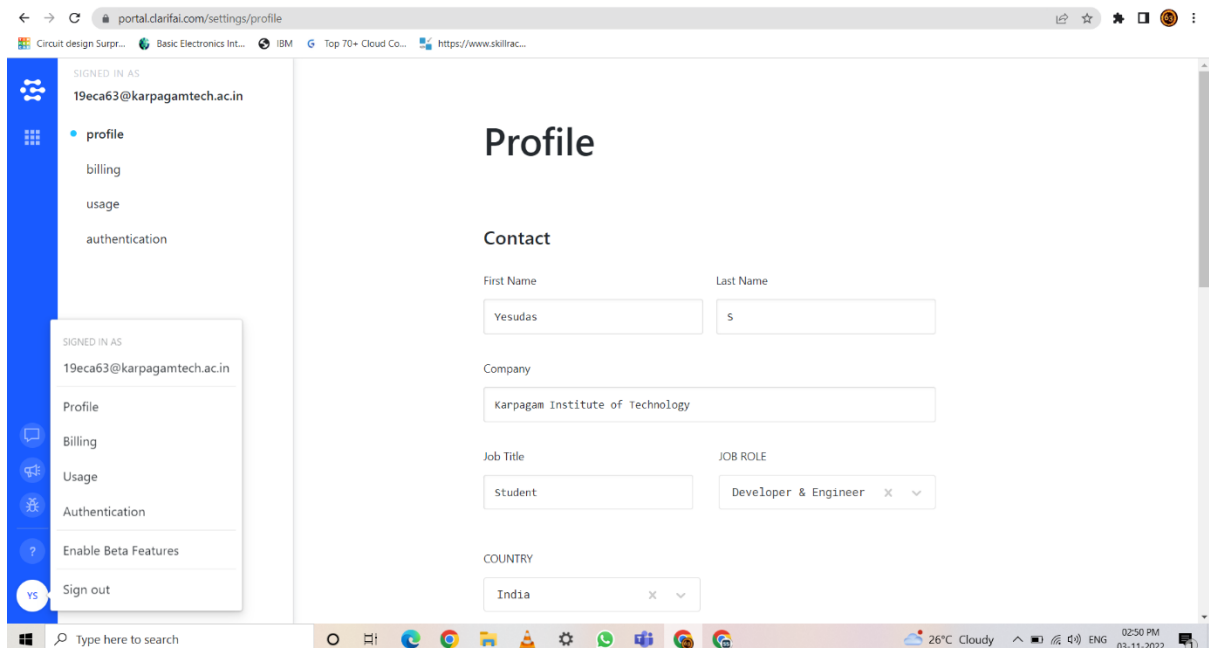 portal.clarifai.com/settings/profile
Circuit design Surpr... Basic Electronics Int... IBM G Top 70+ Cloud Co... https://www.skillrac...
SIGNED IN AS
19eca63@karpagamtech.ac.in
profile
billing
usage
authentication
SIGNED IN AS
19eca63@karpagamtech.ac.in
Profile
Billing
Usage
Authentication
Enable Beta Features
Sign out
?
YS
Profile
Contact
First Name Last Name
Yesudas S
Company
Karpagam Institute of Technology
Job Title JOB ROLE
Student Developer & Engineer
COUNTRY
India
Type here to search
26°C Cloudy ENG 02:50 PM
03-11-2022